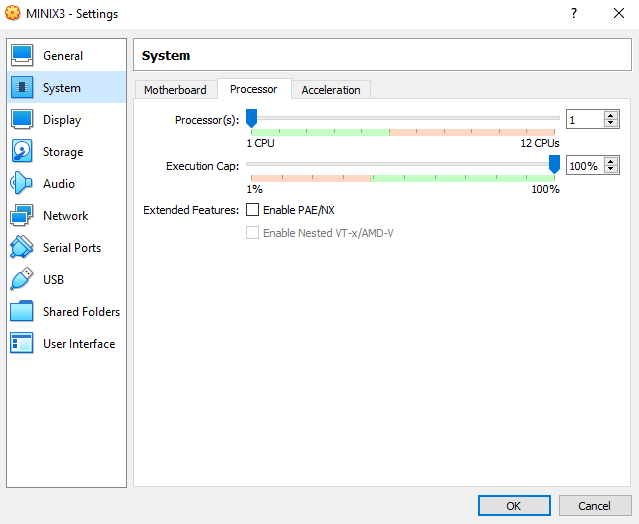 MINIX3 - Settings
?
General
System
Display
Storage
Audio
Network
Serial Ports
USB
Shared Folders
User Interface
System
Motherboard
Processor
Acceleration
Processor(s):
1
1 CPU
12 CPUs
Execution Cap:
100%
1%
100%
Extended Features:
Enable PAE/NX
Enable Nested VT-x/AMD-V
OK
Cancel